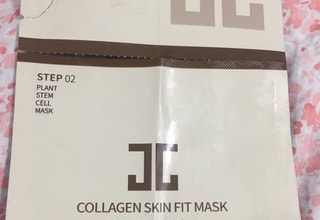 STEP 02
PLANT
STEM
CELL
MASK
COLLAGEN SKIN FIT MASK